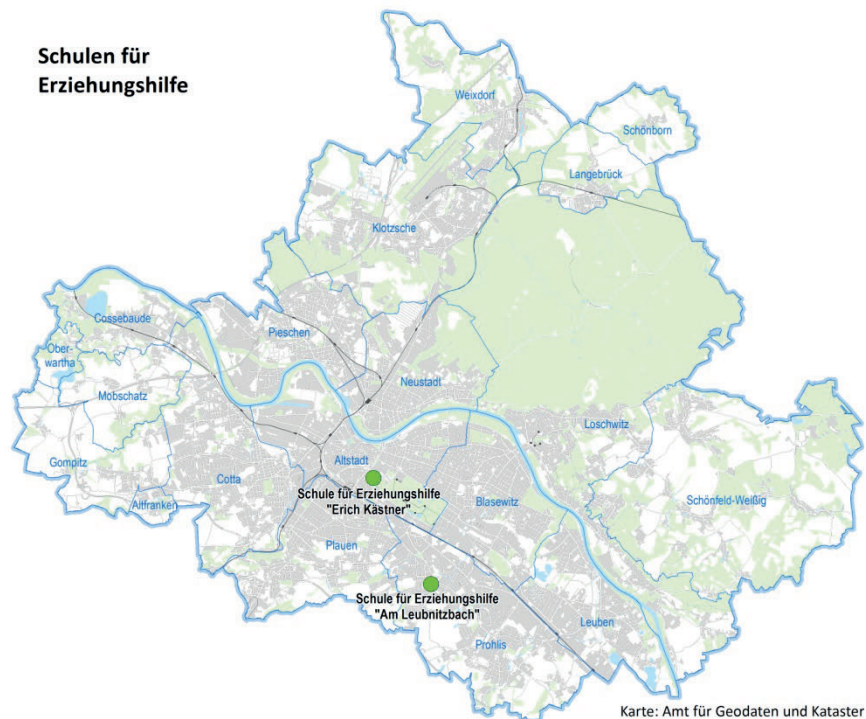 Schulen für
Erziehungshilfe
Weixdorf
Schönborn
Langebrück
Klotzsche
Cossebaude
Pieschen
Ober-
wartha
Mobschatz
Neustadt
Loschwitz
Gompitz
Altstadt
Cotta
Schule für Erziehungshilfe
"Erich Kästner"
Blasewitz
Schönfeld-Weißig
Altfranken
Plauen
Schule für Erziehungshilfe
"Am Leubnitzbach"
Leuben
Prohlis
Karte: Amt für Geodaten und Kataster